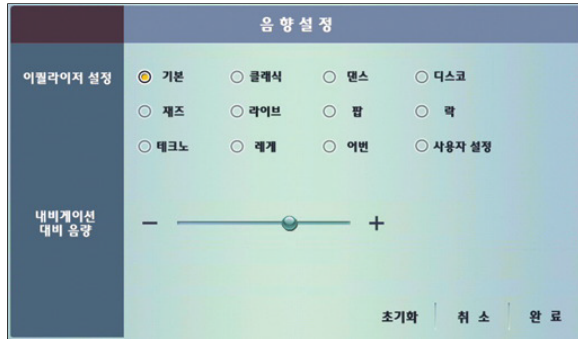 음향설정
이퀄라이저 설정
기본 클래식 댄스 디스코
재즈 라이브 팝 락
테크노 레게 어번 사용자 설정
내비게이션
대비 음량
− +
초기화 취 소 완 료